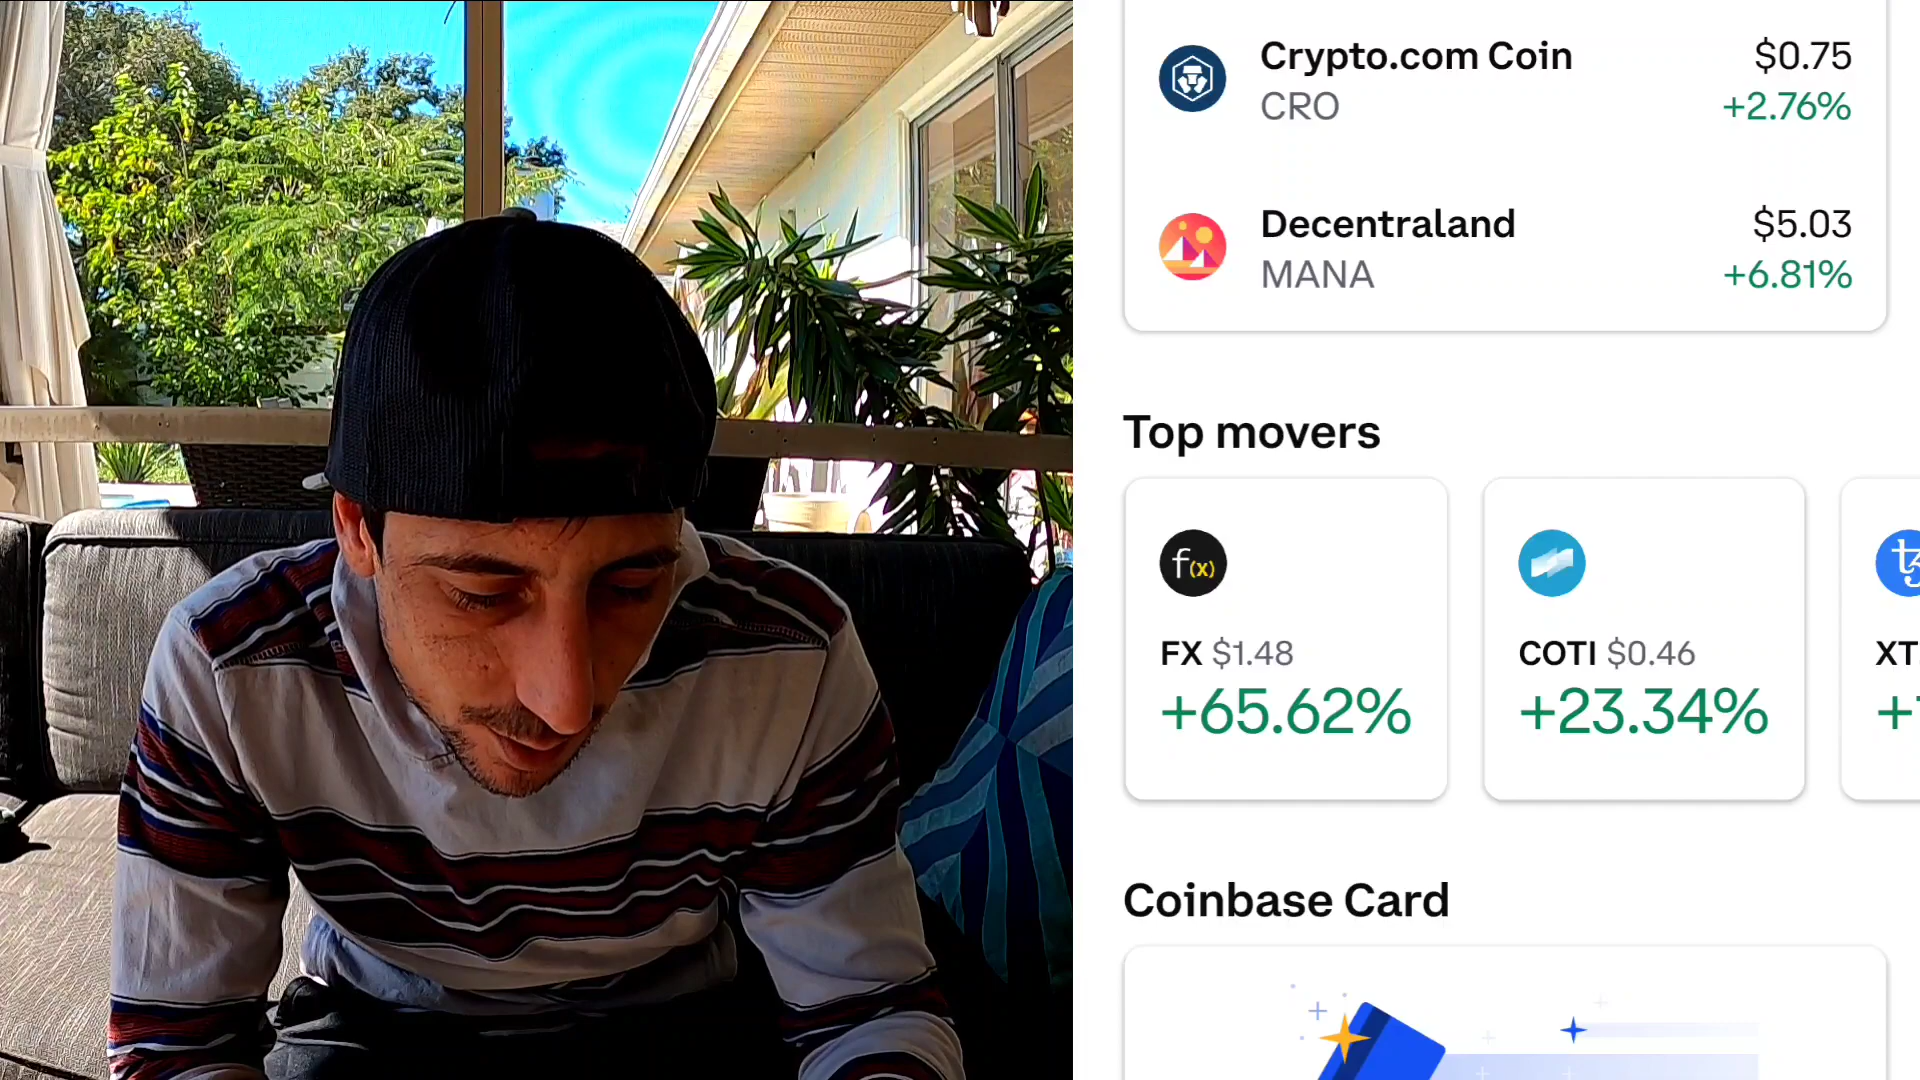 Crypto.com Coin $0.75
CRO +2.76%
Decentraland $5.03
MANA +6.81%
Top movers
f(x)
FX $1.48
+65.62%
COTI $0.46
+23.34%
XT
+
Coinbase Card